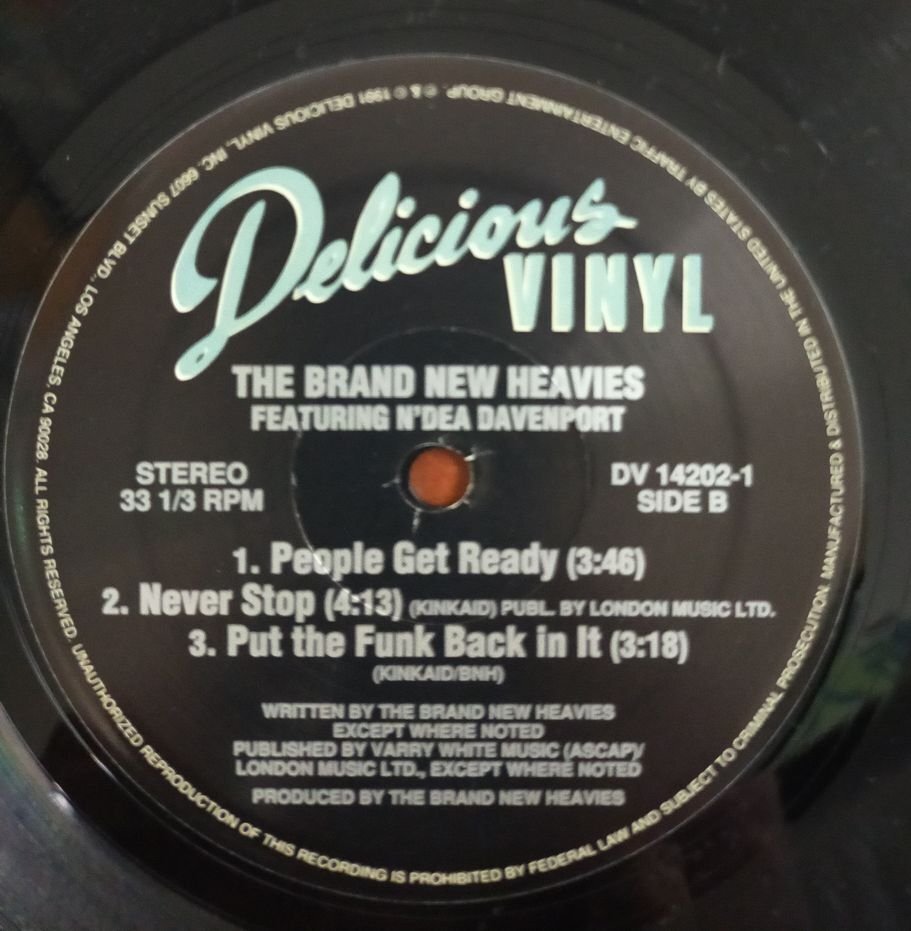 Delicious
VINYL
THE BRAND NEW HEAVIES
FEATURING N'DEA DAVENPORT
STEREO
33 1/3 RPM
DV 14202-1
SIDE B
1. People Get Ready (3:46)
2. Never Stop (4:13) (KINKAID) PUBL. BY LONDON MUSIC LTD.
3. Put the Funk Back in It (3:18)
(KINKAID/BNH)
WRITTEN BY THE BRAND NEW HEAVIES
EXCEPT WHERE NOTED
PUBLISHED BY VARRY WHITE MUSIC (ASCAP)/
LONDON MUSIC LTD., EXCEPT WHERE NOTED
PRODUCED BY THE BRAND NEW HEAVIES
℗ & © 1991 DELICIOUS VINYL, INC. 6607 SUNSET BLVD., LOS ANGELES, CA 90028. ALL RIGHTS RESERVED. UNAUTHORIZED REPRODUCTION OF THIS RECORDING IS PROHIBITED BY FEDERAL LAW AND SUBJECT TO CRIMINAL PROSECUTION. MANUFACTURED & DISTRIBUTED IN THE UNITED STATES BY TRAFFIC ENTERTAINMENT GROUP.